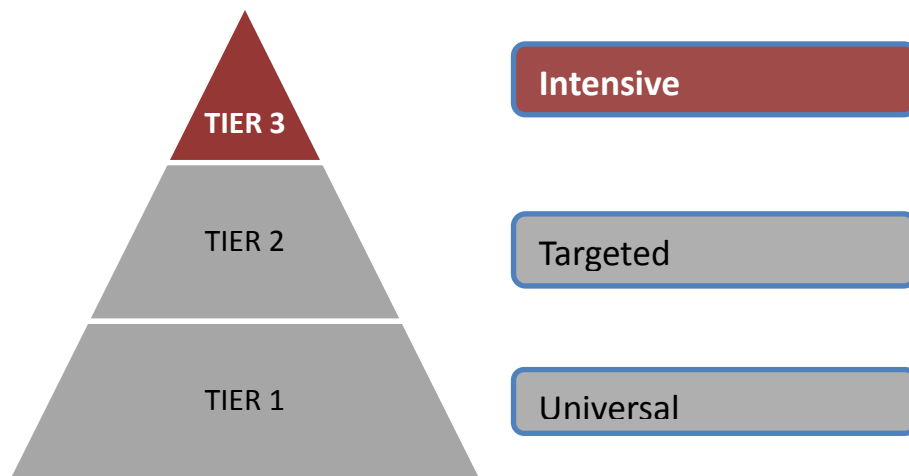 Intensive
TIER 3
TIER 2
Targeted
TIER 1
Universal